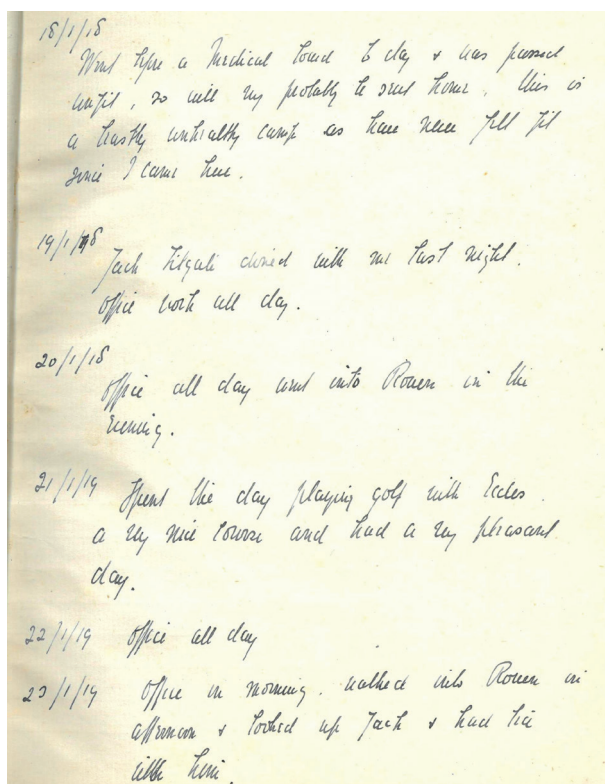 18/1/18
Went before a Medical board to day & was passed
unfit, so will very probably be sent home. this is
a beastly unhealthy camp as have never felt fit
since I came here.
19/1/18
Jack dined with me last night.
Office work all day.
20/1/18
Office all day went into Rouen in the
evening.
21/1/19
Spent the day playing golf with Eccles.
a very nice course and had a very pleasant
day.
22/1/19 Office all day
23/1/19 Office in morning. walked into Rouen in
afternoon & looked up Jack & had tea
with him.